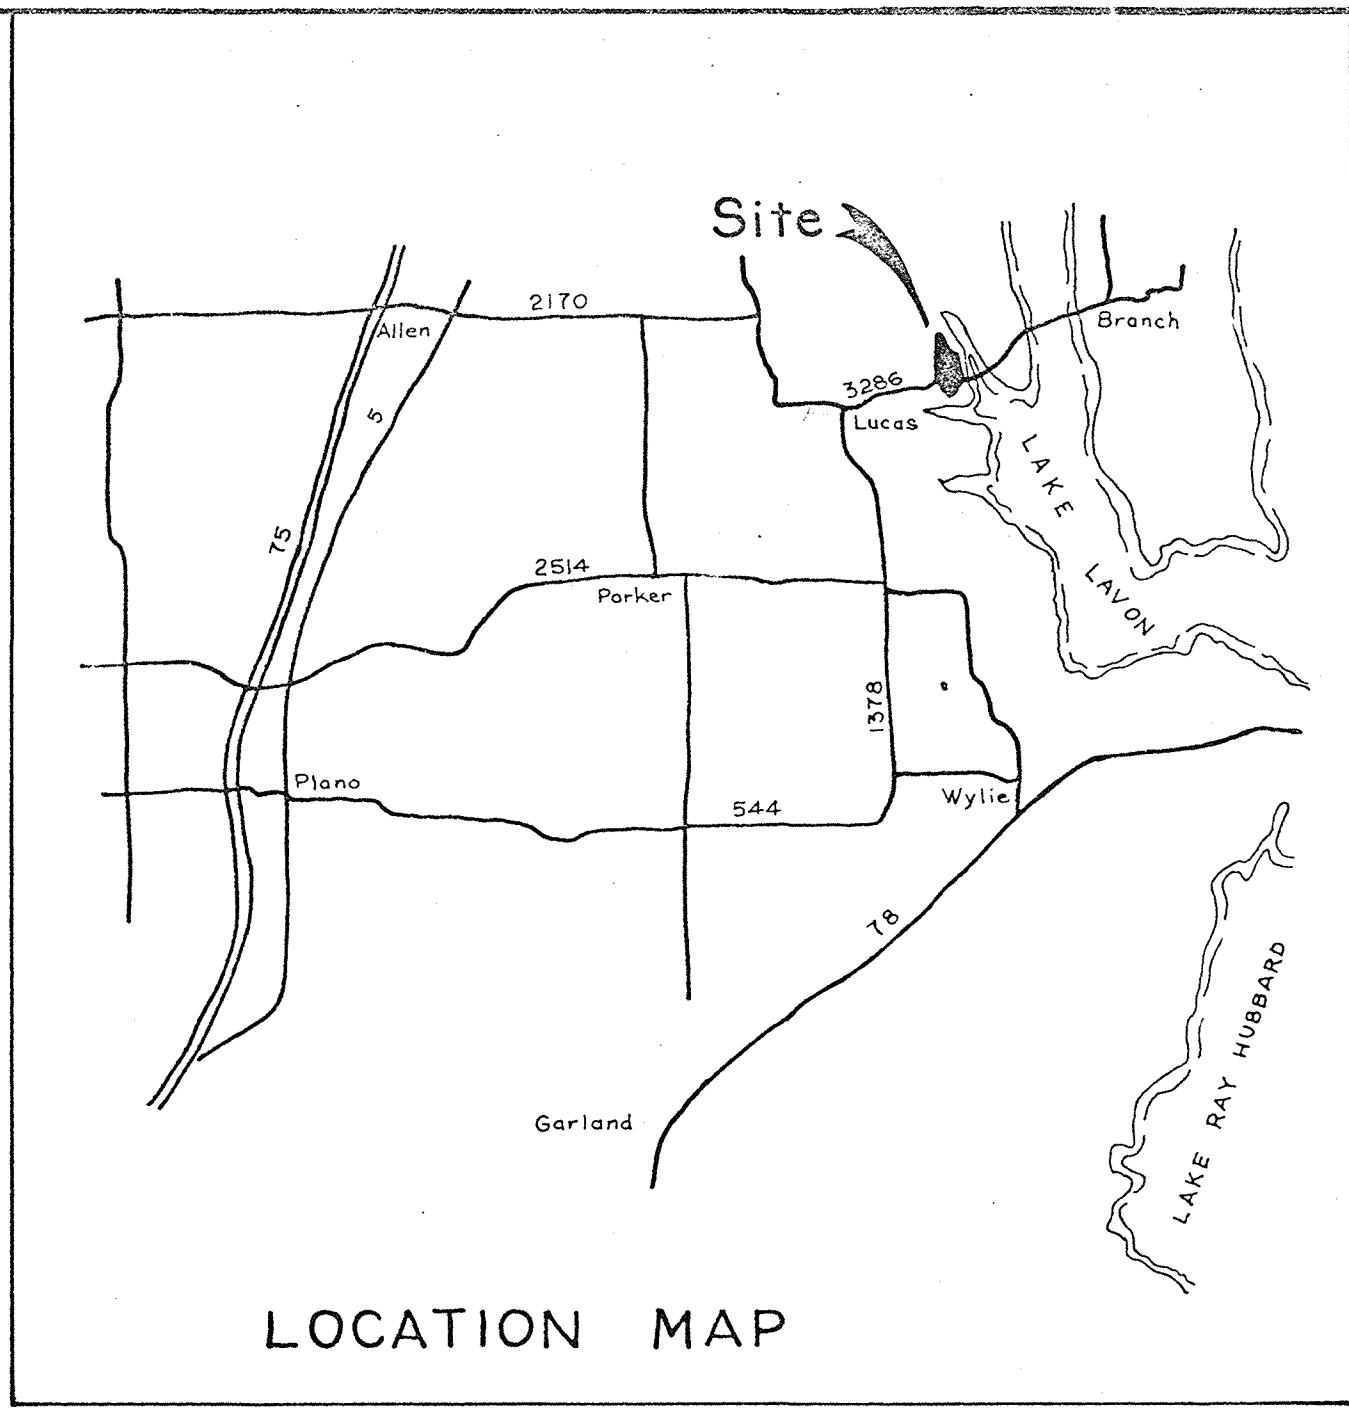 Site
2170
Allen
Branch
3286
Lucas
5
LAKE
LAVON
75
2514
Parker
1378
Plano
Wylie
544
78
LAKE RAY HUBBARD
Garland
LOCATION MAP